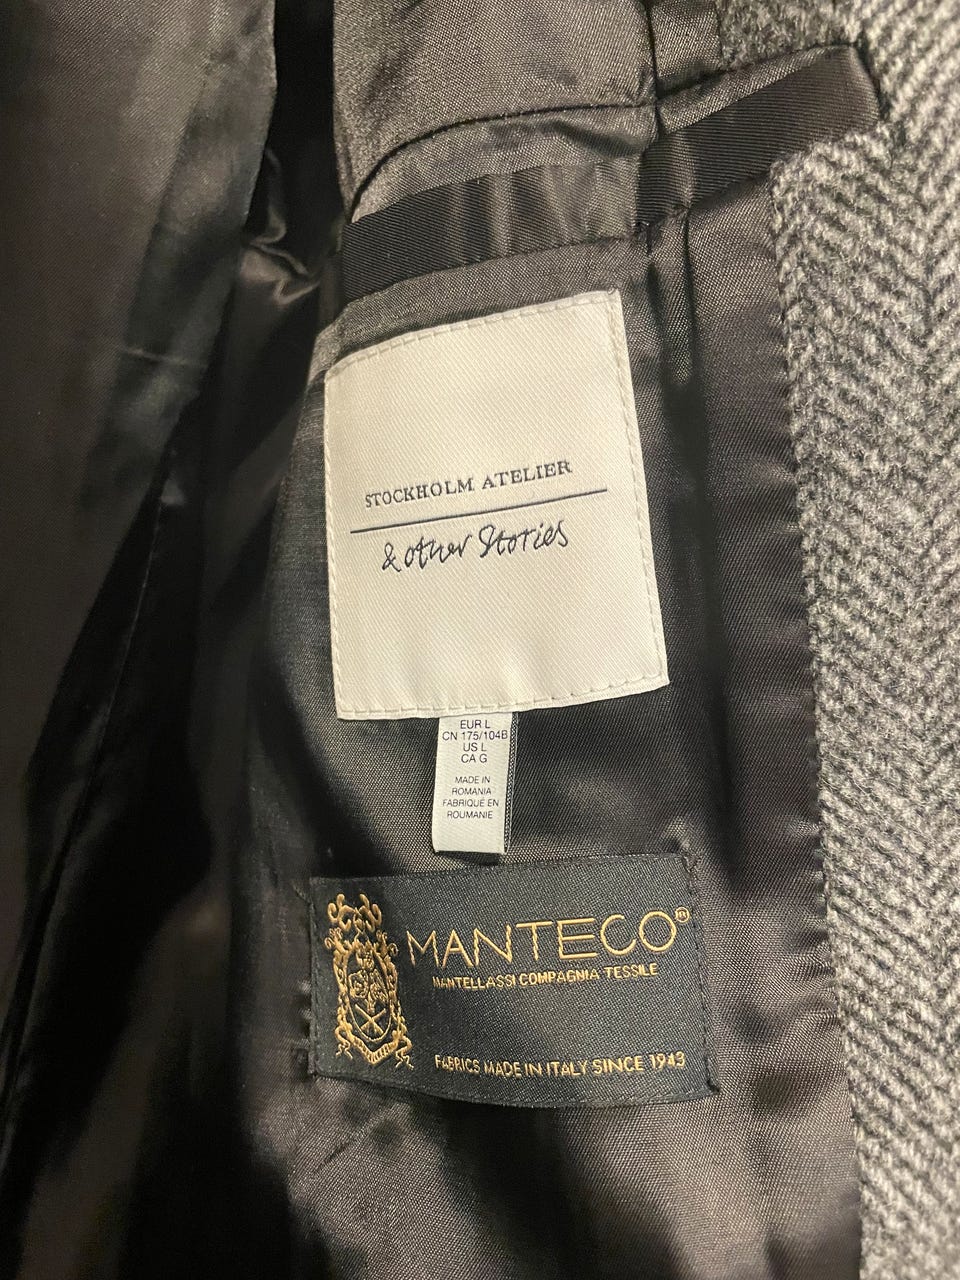 STOCKHOLM ATELIER
& other Stories
EUR L
CN 175/104B
US L
CA G
MADE IN
ROMANIA
FABRIQUÉ EN
ROUMANIE
MANTECO®
MANTELLASSI COMPAGNIA TESSILE
FABRICS MADE IN ITALY SINCE 1943